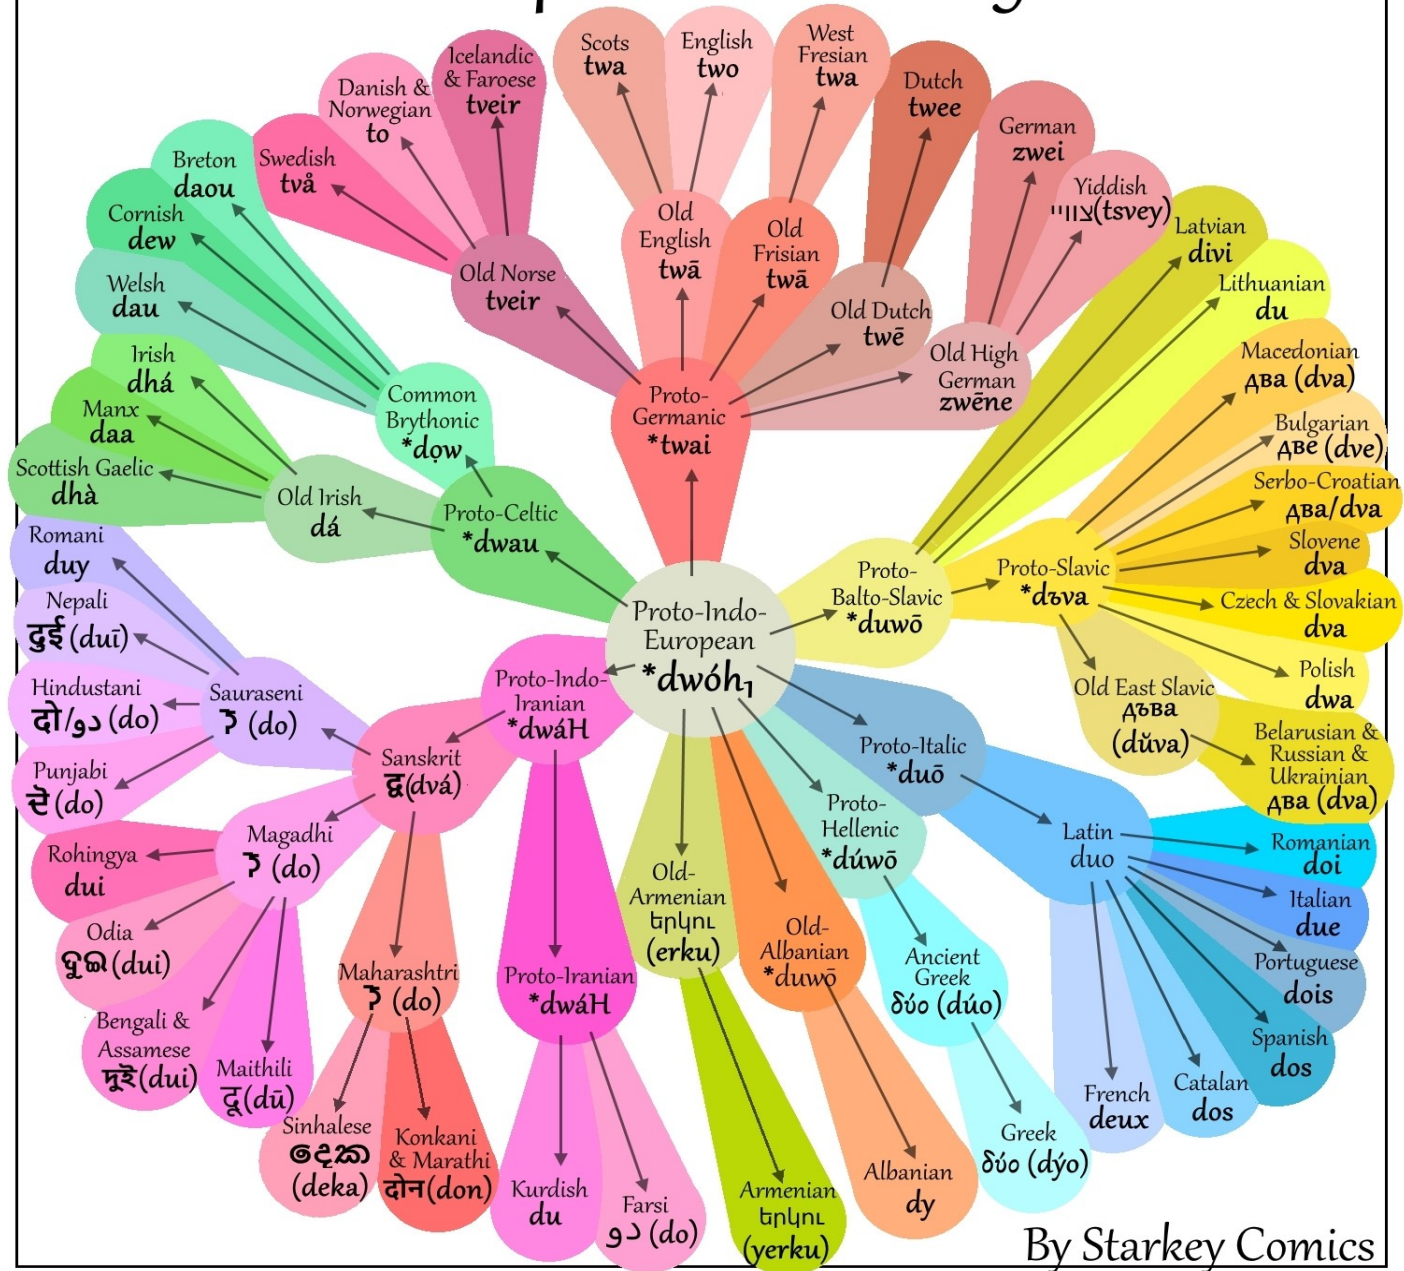 Scots
twa
English
two
West
Fresian
twa
Dutch
twee
Icelandic
& Faroese
tveir
Danish &
Norwegian
to
Swedish
två
Breton
daou
Cornish
dew
Welsh
dau
German
zwei
Yiddish
צוויי(tsvey)
Latvian
divi
Lithuanian
du
Old
English
twā
Old
Frisian
twā
Old Norse
tveir
Old Dutch
twē
Old High
German
zwēne
Irish
dhá
Manx
daa
Scottish Gaelic
dhà
Common
Brythonic
*dọw
Proto-
Germanic
*twai
Macedonian
два (dva)
Bulgarian
две (dve)
Serbo-Croatian
два/dva
Slovene
dva
Czech & Slovakian
dva
Polish
dwa
Old Irish
dá
Proto-Celtic
*dwau
Proto-
Balto-Slavic
*duwō
Proto-Slavic
*dъva
Old East Slavic
дъва
(dŭva)
Belarusian &
Russian &
Ukrainian
два (dva)
Romani
duy
Nepali
दुई (duī)
Hindustani
दो/دو (do)
Punjabi
ਦੋ (do)
Sauraseni
(do)
Proto-Indo-
European
*dwóh₁
Proto-Indo-
Iranian
*dwáH
Sanskrit
द्व(dvá)
Proto-Italic
*duō
Proto-
Hellenic
*dúwō
Latin
duo
Romanian
doi
Italian
due
Portuguese
dois
Spanish
dos
Catalan
dos
French
deux
Magadhi
(do)
Rohingya
dui
Odia
ଦୁଇ (dui)
Bengali &
Assamese
দুই(dui)
Maithili
दू(dū)
Maharashtri
(do)
Sinhalese
දෙක
(deka)
Konkani
& Marathi
दोन(don)
Proto-Iranian
*dwáH
Kurdish
du
Farsi
دو (do)
Old-
Armenian
երկու
(erku)
Armenian
երկու
(yerku)
Old-
Albanian
*duwō
Albanian
dy
Ancient
Greek
δύο (dúo)
Greek
δύο (dýo)
By Starkey Comics